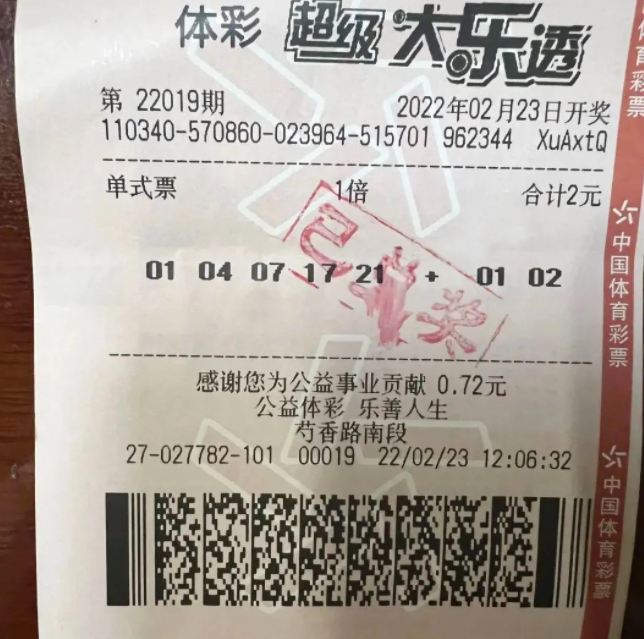 体彩 超级大乐透
第 22019期 2022年02月23日开奖
110340-570860-023964-515701 962344 XuAxtQ
单式票 1倍 合计2元
已兑奖
01 04 07 17 21 + 01 02
感谢您为公益事业贡献 0.72元
公益体彩 乐善人生
芍香路南段
27-027782-101 00019 22/02/23 12:06:32
体育彩票
中国体育彩票
中国体育彩票